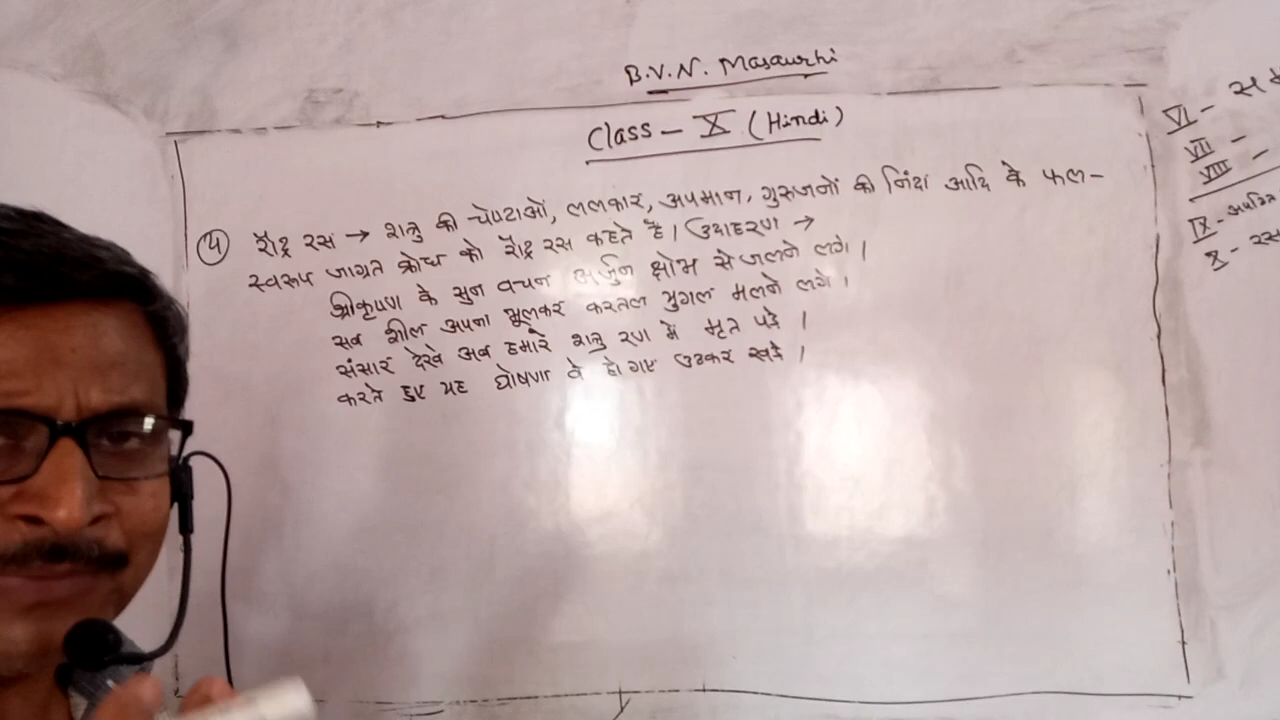 B.V.N. Masaurhi
Class - X (Hindi)
५ रौद्र रस → शत्रु की चेष्टाओं, ललकार, अपमान, गुरुजनों की निंदा आदि के फल-
स्वरूप जाग्रत क्रोध को रौद्र रस कहते हैं। उदाहरण →
श्रीकृष्ण के सुन वचन अर्जुन क्षोभ से जलने लगे।
सब शील अपना भूलकर करतल युगल मलने लगे।
संसार देखे अब हमारे शत्रु रण में मृत पड़े।
करते हुए यह घोषणा वे हो गए उठकर खड़े।
VI -
VII -
VIII -
IX -
X - रस